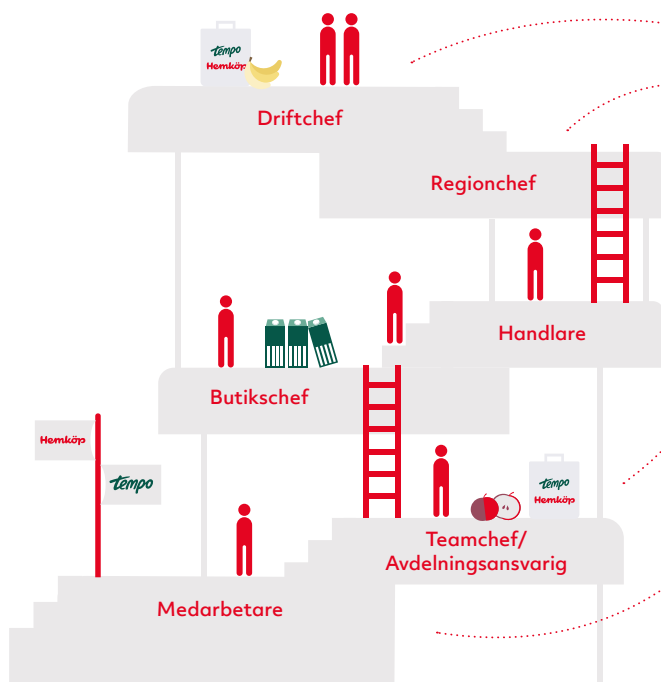 tempo
Hemköp
Driftchef
Regionchef
Handlare
Butikschef
Hemköp
tempo
tempo
Hemköp
Teamchef/
Avdelningsansvarig
Medarbetare